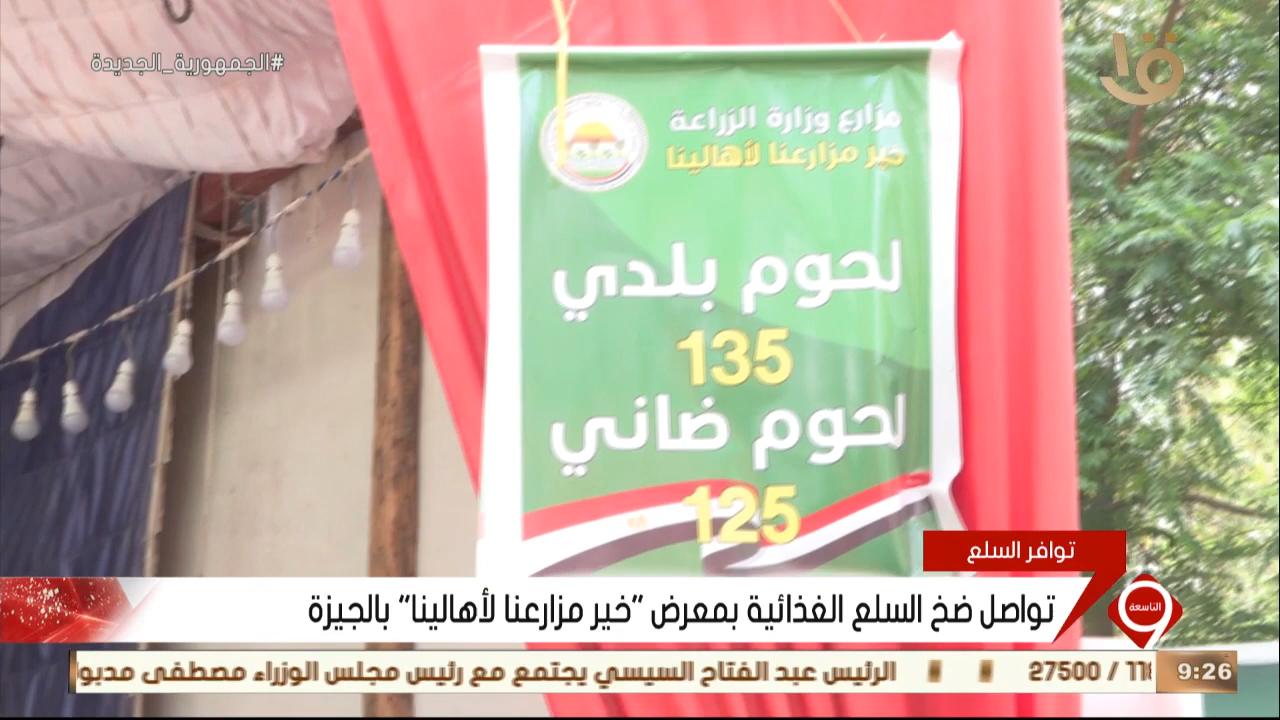 #الجمهورية_الجديدة
مزارع وزارة الزراعة
خير مزارعنا لأهالينا
لحوم بلدي
135
لحوم ضاني
125
توافر السلع
التاسعة
تواصل ضخ السلع الغذائية بمعرض "خير مزارعنا لأهالينا" بالجيزة
9:26
27500 / الرئيس عبد الفتاح السيسي يجتمع مع رئيس مجلس الوزراء مصطفى